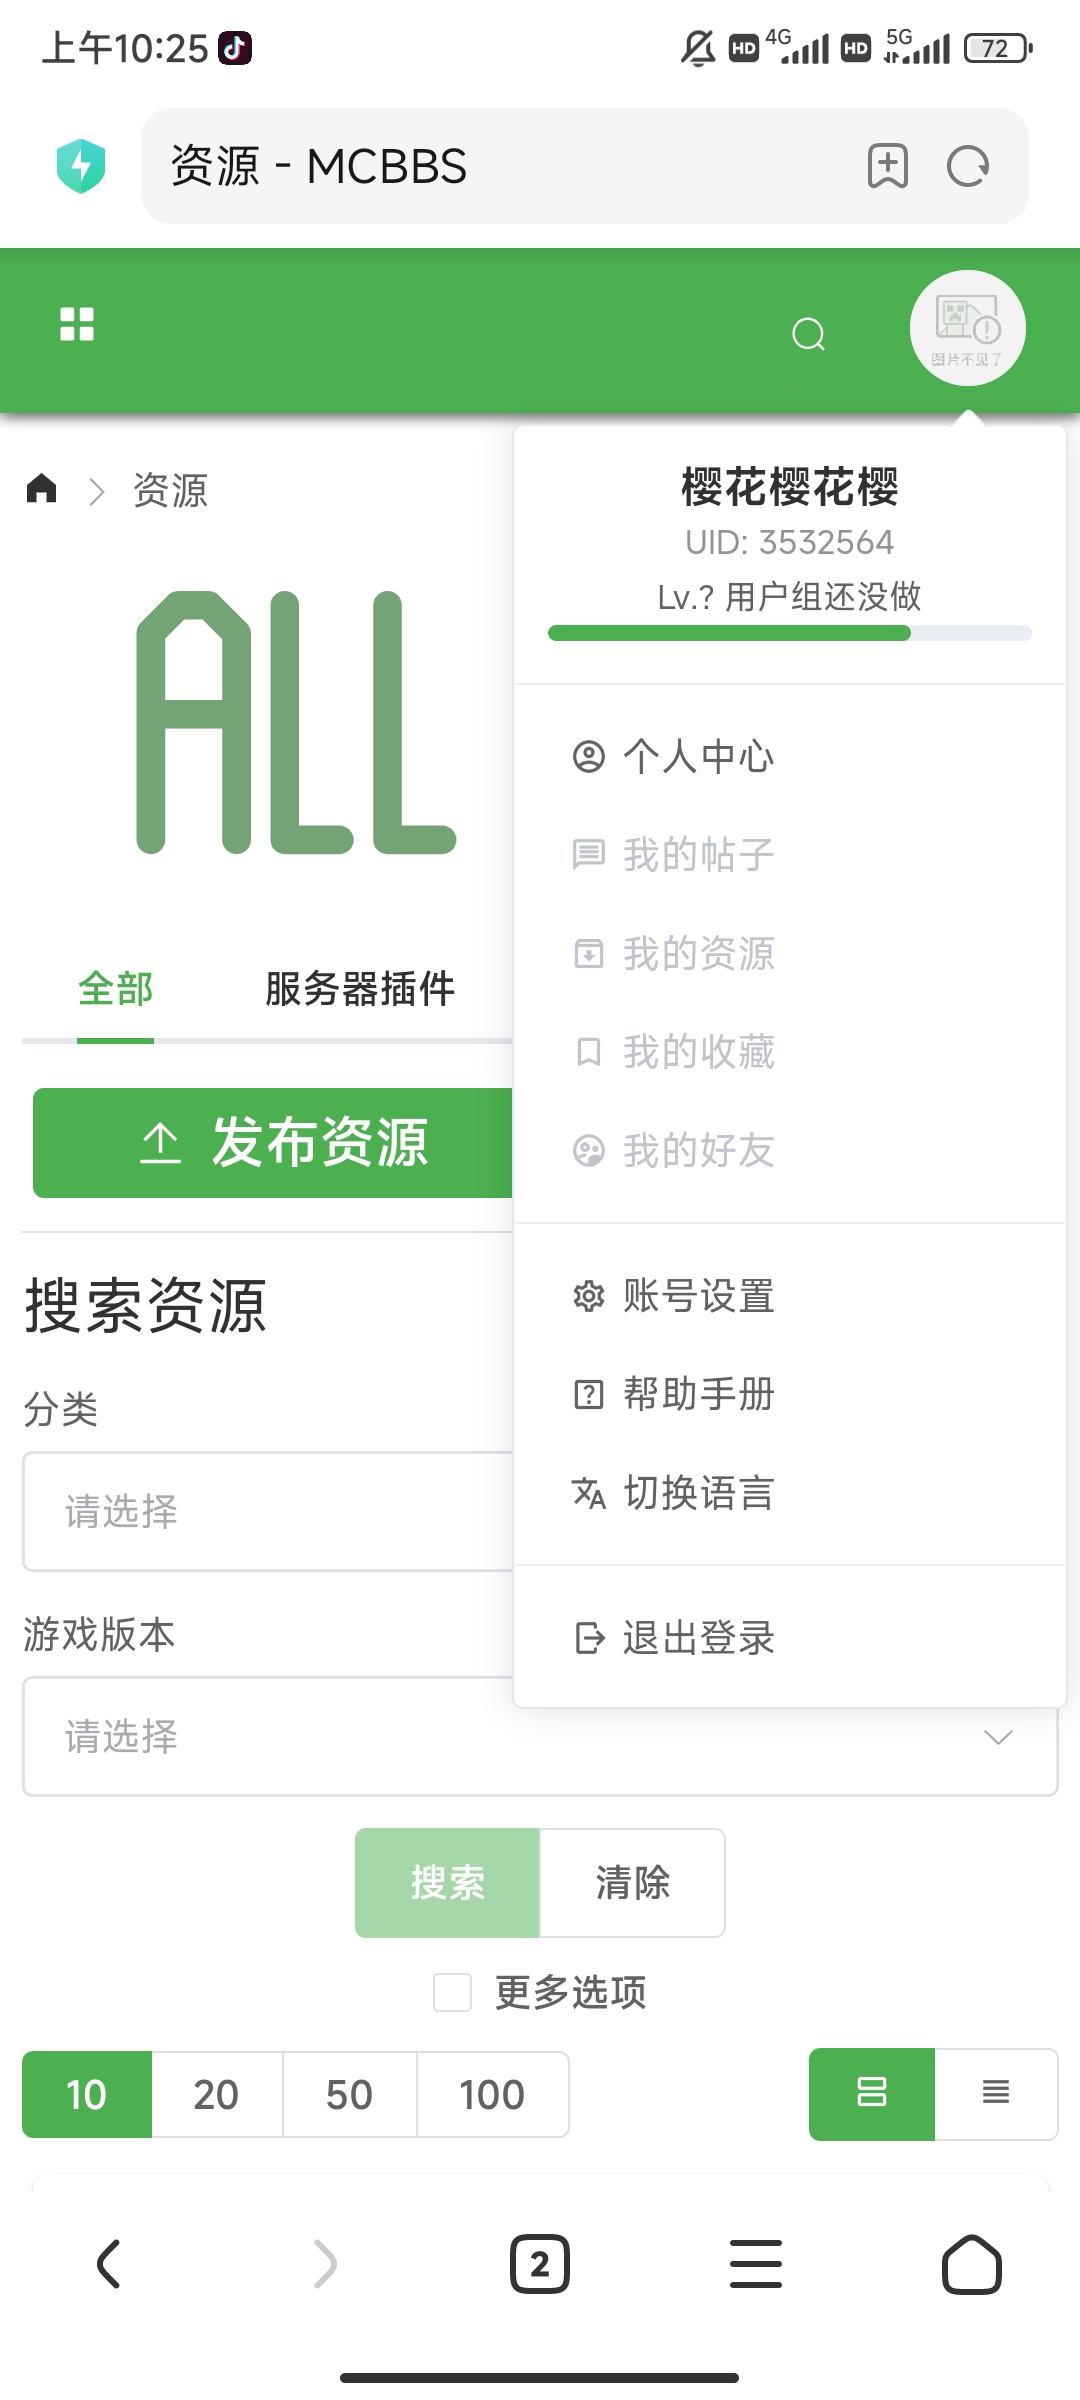 上午10:25
HD 4G HD 5G 72
资源 - MCBBS
图片不见了
资源
樱花樱花樱
UID: 3532564
Lv.? 用户组还没做
ALL
个人中心
我的帖子
我的资源
我的收藏
我的好友
全部 服务器插件
发布资源
账号设置
帮助手册
切换语言
退出登录
搜索资源
分类
请选择
游戏版本
请选择
搜索 清除
更多选项
10 20 50 100
2